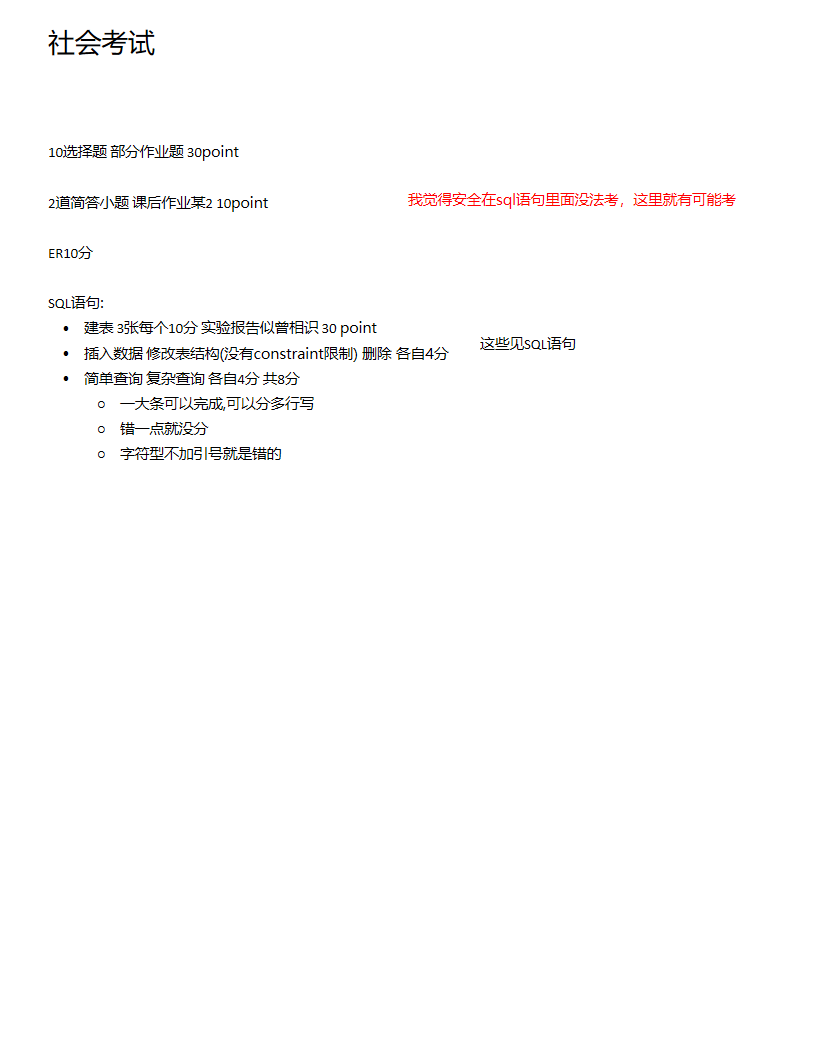 社会考试
10选择题 部分作业题 30point
2道简答小题 课后作业某2 10point
我觉得安全在sql语句里面没法考，这里就有可能考
ER10分
SQL语句:
• 建表 3张每个10分 实验报告似曾相识 30 point
这些见SQL语句
• 插入数据 修改表结构(没有constraint限制) 删除 各自4分
• 简单查询 复杂查询 各自4分 共8分
○ 一大条可以完成,可以分多行写
○ 错一点就没分
○ 字符型不加引号就是错的